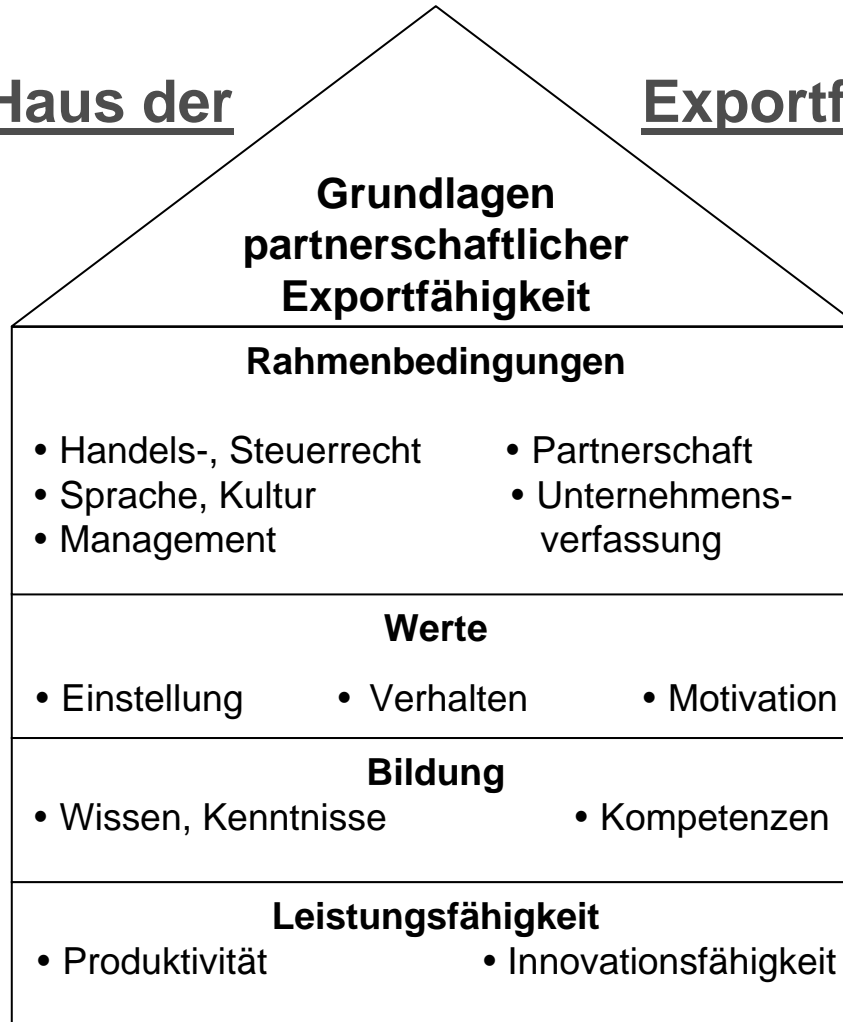 Haus der Exportf
Grundlagen
partnerschaftlicher
Exportfähigkeit
Rahmenbedingungen
• Handels-, Steuerrecht • Partnerschaft
• Sprache, Kultur • Unternehmens-
• Management verfassung
Werte
• Einstellung • Verhalten • Motivation
Bildung
• Wissen, Kenntnisse • Kompetenzen
Leistungsfähigkeit
• Produktivität • Innovationsfähigkeit